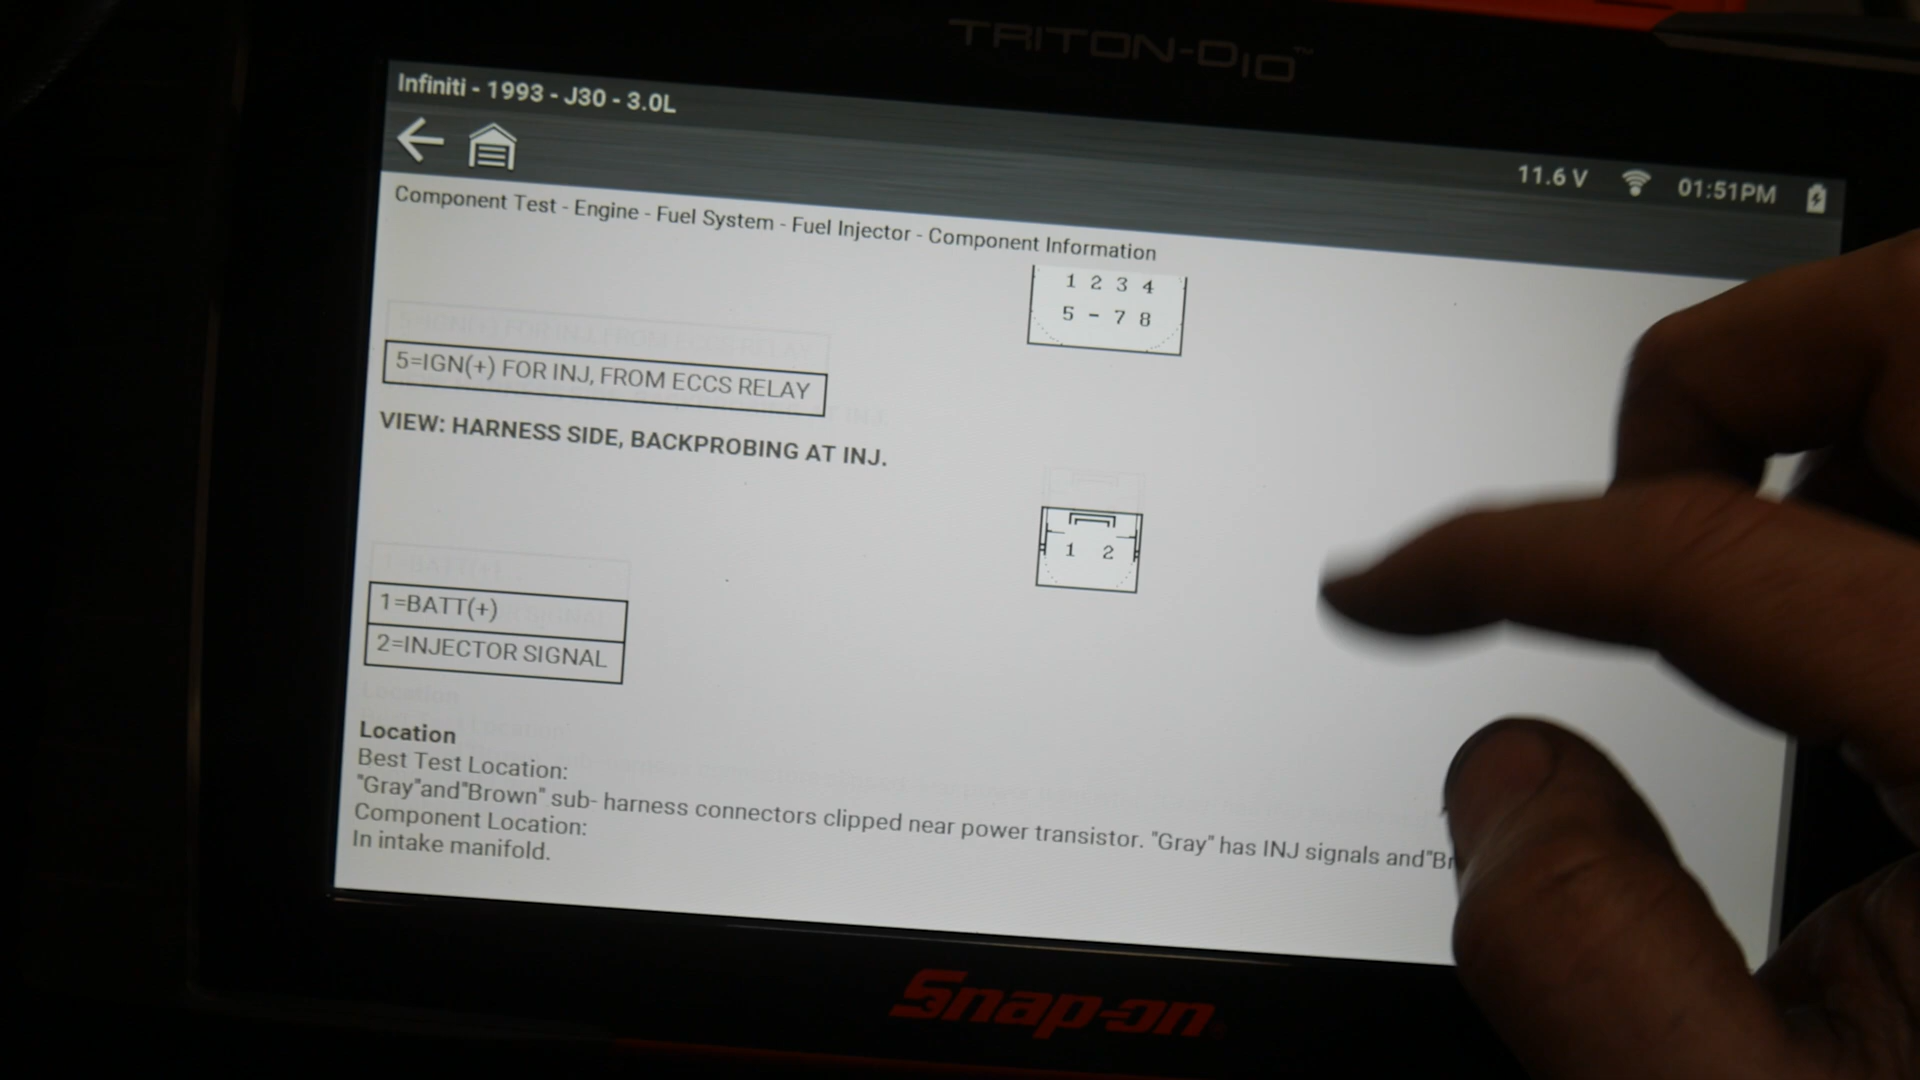 TRITON-D10™
Infiniti - 1993 - J30 - 3.0L
11.6 V
01:51PM
Component Test - Engine - Fuel System - Fuel Injector - Component Information
1 2 3 4
5 - 7 8
5=IGN(+) FOR INJ, FROM ECCS RELAY
VIEW: HARNESS SIDE, BACKPROBING AT INJ.
1 2
1=BATT(+)
2=INJECTOR SIGNAL
Location
Best Test Location:
"Gray"and"Brown" sub- harness connectors clipped near power transistor. "Gray" has INJ signals and"Br
Component Location:
In intake manifold.
Snap-on